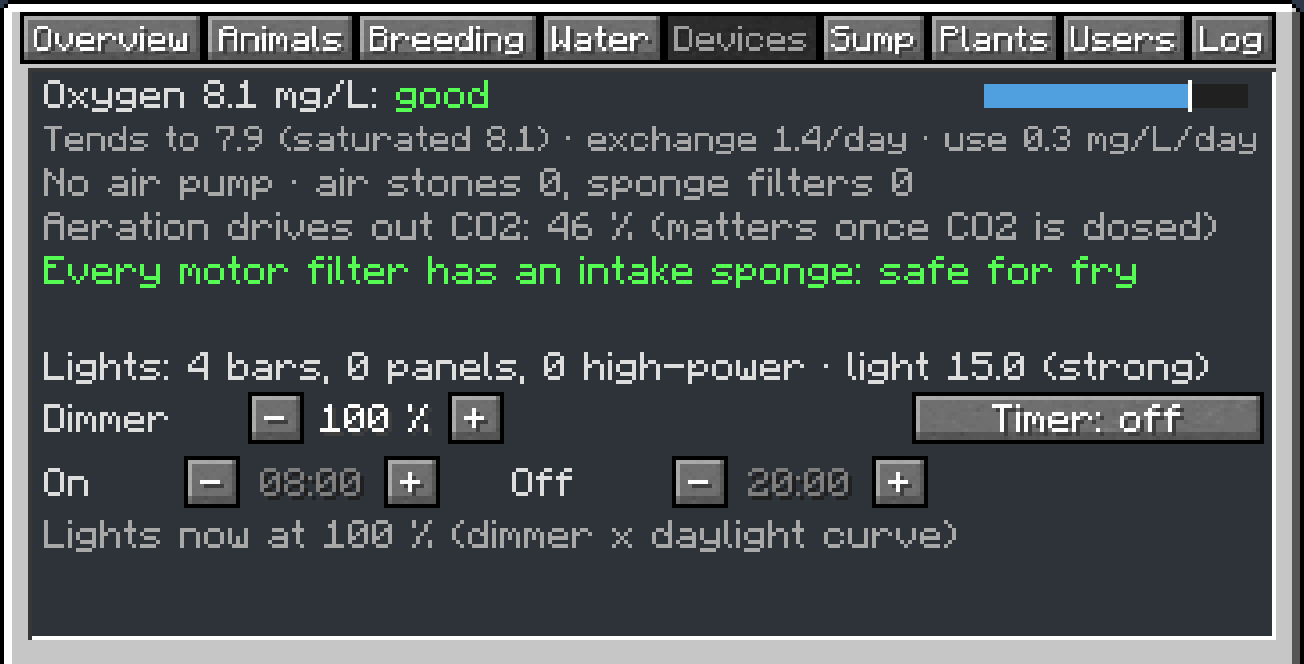 Overview Animals Breeding Water Devices Sump Plants Users Log
Oxygen 8.1 mg/L: good
Tends to 7.9 (saturated 8.1) · exchange 1.4/day · use 0.3 mg/L/day
No air pump · air stones 0, sponge filters 0
Aeration drives out CO2: 46 % (matters once CO2 is dosed)
Every motor filter has an intake sponge: safe for fry
Lights: 4 bars, 0 panels, 0 high-power · light 15.0 (strong)
Dimmer - 100 % + Timer: off
On - 08:00 + Off - 20:00 +
Lights now at 100 % (dimmer x daylight curve)